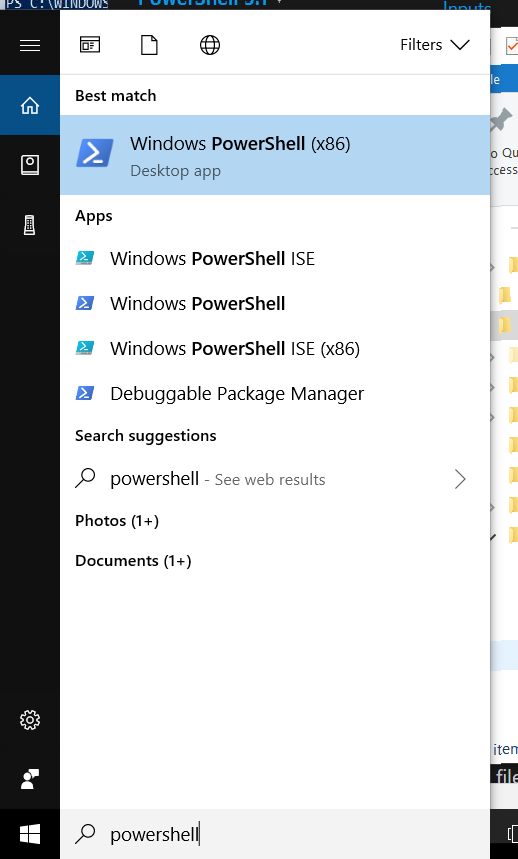 PS C:\WINDOWS
PowerShell 5.1
Inputs
Filters
Best match
Windows PowerShell (x86)
Desktop app
Apps
Windows PowerShell ISE
Windows PowerShell
Windows PowerShell ISE (x86)
Debuggable Package Manager
Search suggestions
powershell - See web results
Photos (1+)
Documents (1+)
item
file
powershell